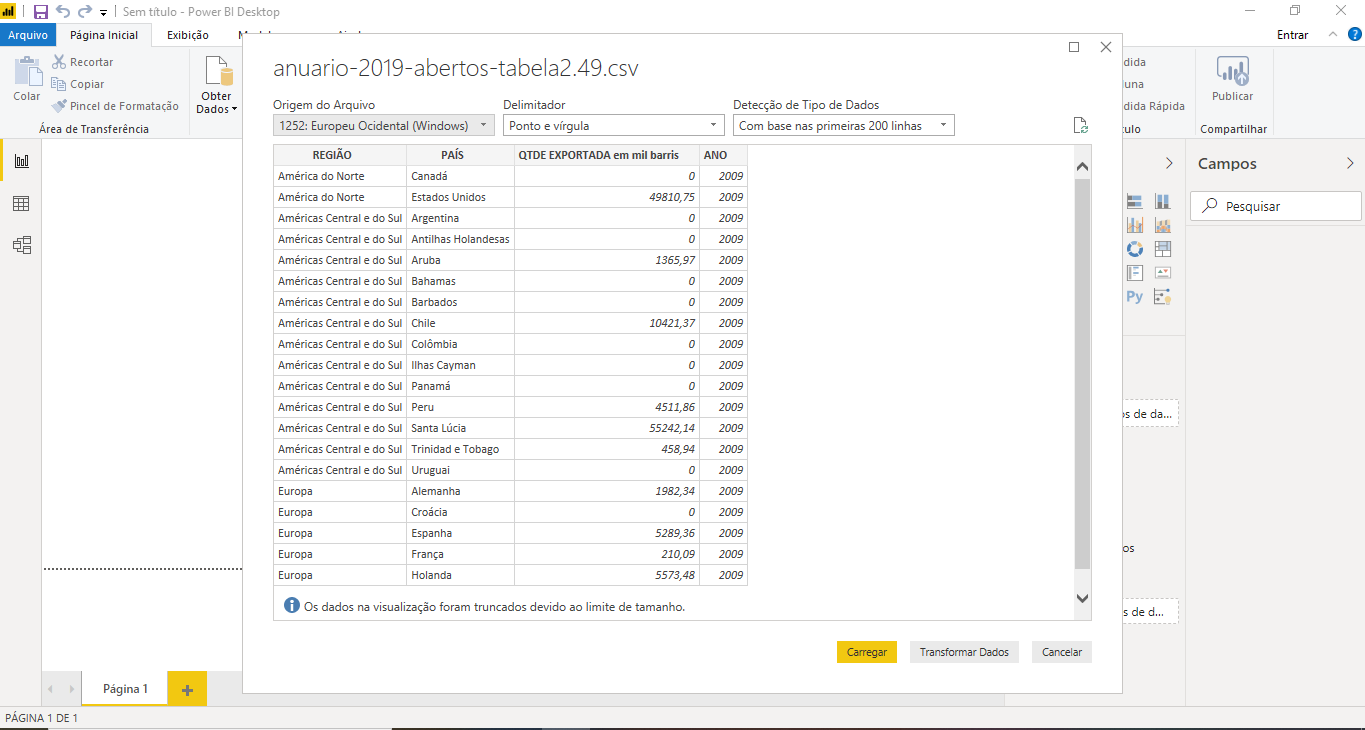 Sem título - Power BI Desktop
Arquivo Página Inicial Exibição
Entrar
Colar
Recortar
Copiar
Pincel de Formatação
Área de Transferência
Obter
Dados
dida
una
dida Rápida
ulo
Publicar
Compartilhar
anuario-2019-abertos-tabela2.49.csv
Origem do Arquivo Delimitador Detecção de Tipo de Dados
1252: Europeu Ocidental (Windows) Ponto e vírgula Com base nas primeiras 200 linhas
REGIÃO PAÍS QTDE EXPORTADA em mil barris ANO
América do Norte Canadá 0 2009
América do Norte Estados Unidos 49810,75 2009
Américas Central e do Sul Argentina 0 2009
Américas Central e do Sul Antilhas Holandesas 0 2009
Américas Central e do Sul Aruba 1365,97 2009
Américas Central e do Sul Bahamas 0 2009
Américas Central e do Sul Barbados 0 2009
Américas Central e do Sul Chile 10421,37 2009
Américas Central e do Sul Colômbia 0 2009
Américas Central e do Sul Ilhas Cayman 0 2009
Américas Central e do Sul Panamá 0 2009
Américas Central e do Sul Peru 4511,86 2009
Américas Central e do Sul Santa Lúcia 55242,14 2009
Américas Central e do Sul Trinidad e Tobago 458,94 2009
Américas Central e do Sul Uruguai 0 2009
Europa Alemanha 1982,34 2009
Europa Croácia 0 2009
Europa Espanha 5289,36 2009
Europa França 210,09 2009
Europa Holanda 5573,48 2009
Os dados na visualização foram truncados devido ao limite de tamanho.
Carregar Transformar Dados Cancelar
Campos
Pesquisar
Py
os de da...
os
s de d...
Página 1
PÁGINA 1 DE 1